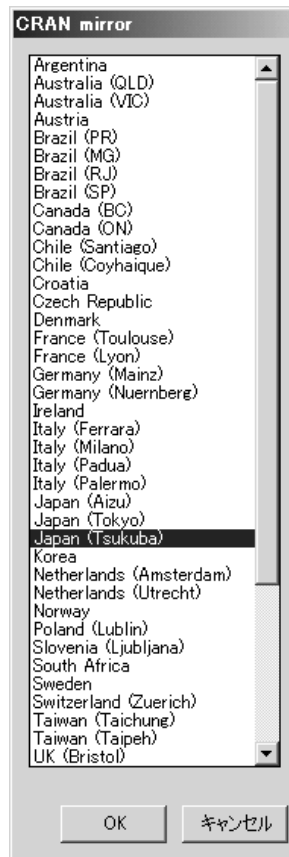 CRAN mirror
Argentina
Australia (QLD)
Australia (VIC)
Austria
Brazil (PR)
Brazil (MG)
Brazil (RJ)
Brazil (SP)
Canada (BC)
Canada (ON)
Chile (Santiago)
Chile (Coyhaique)
Croatia
Czech Republic
Denmark
France (Toulouse)
France (Lyon)
Germany (Mainz)
Germany (Nuernberg)
Ireland
Italy (Ferrara)
Italy (Milano)
Italy (Padua)
Italy (Palermo)
Japan (Aizu)
Japan (Tokyo)
Japan (Tsukuba)
Korea
Netherlands (Amsterdam)
Netherlands (Utrecht)
Norway
Poland (Lublin)
Slovenia (Ljubljana)
South Africa
Sweden
Switzerland (Zuerich)
Taiwan (Taichung)
Taiwan (Taipeh)
UK (Bristol)
OK キャンセル